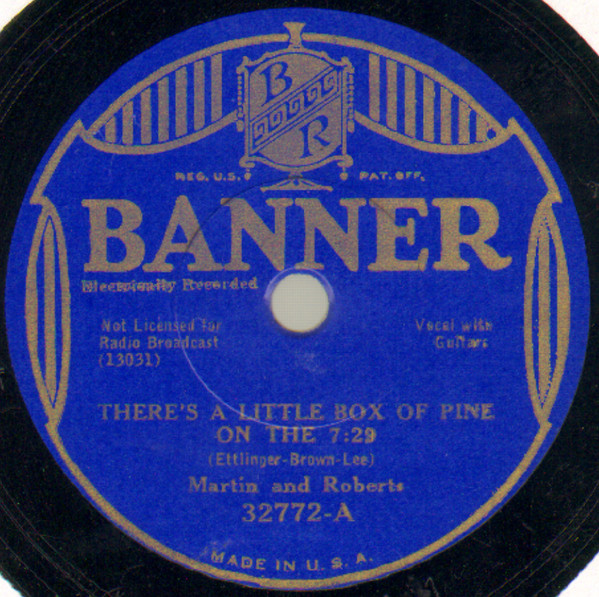 B
R
REG. U.S. PAT. OFF.
BANNER
Electrically Recorded
Not Licensed for
Radio Broadcast
(13031)
Vocal with
Guitars
THERE'S A LITTLE BOX OF PINE
ON THE 7:29
(Ettlinger-Brown-Lee)
Martin and Roberts
32772-A
MADE IN U. S. A.